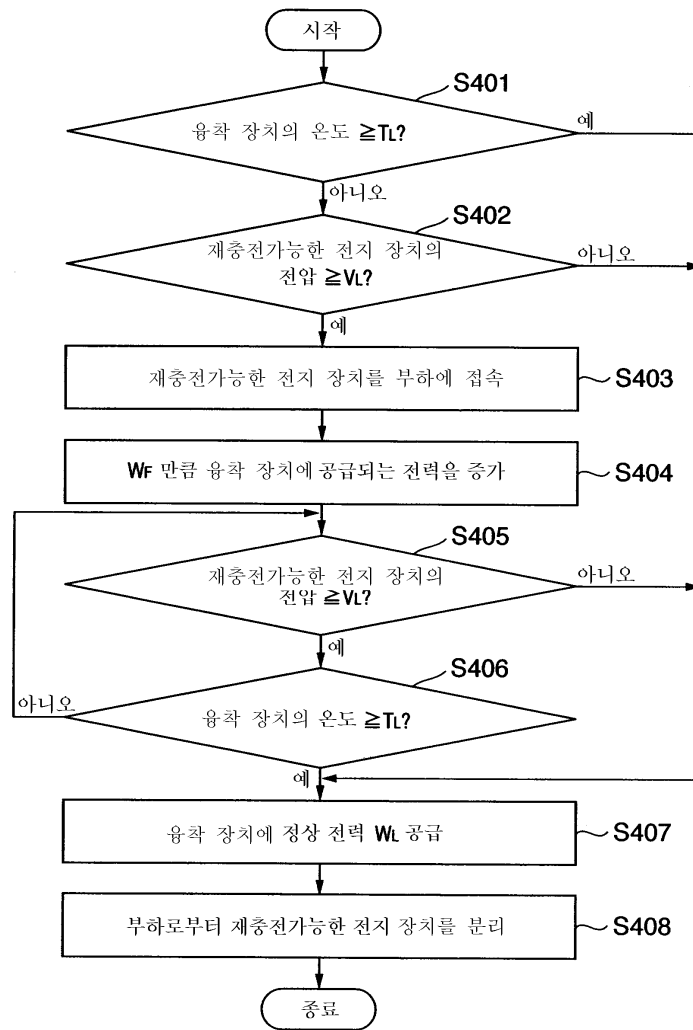 시작
S401
융착 장치의 온도 ≧TL?
예
아니오
S402
재충전가능한 전지 장치의
전압 ≧VL?
아니오
예
재충전가능한 전지 장치를 부하에 접속
S403
WF 만큼 융착 장치에 공급되는 전력을 증가
S404
S405
재충전가능한 전지 장치의
전압 ≧VL?
아니오
예
S406
아니오
융착 장치의 온도 ≧TL?
예
융착 장치에 정상 전력 WL 공급
S407
부하로부터 재충전가능한 전지 장치를 분리
S408
종료